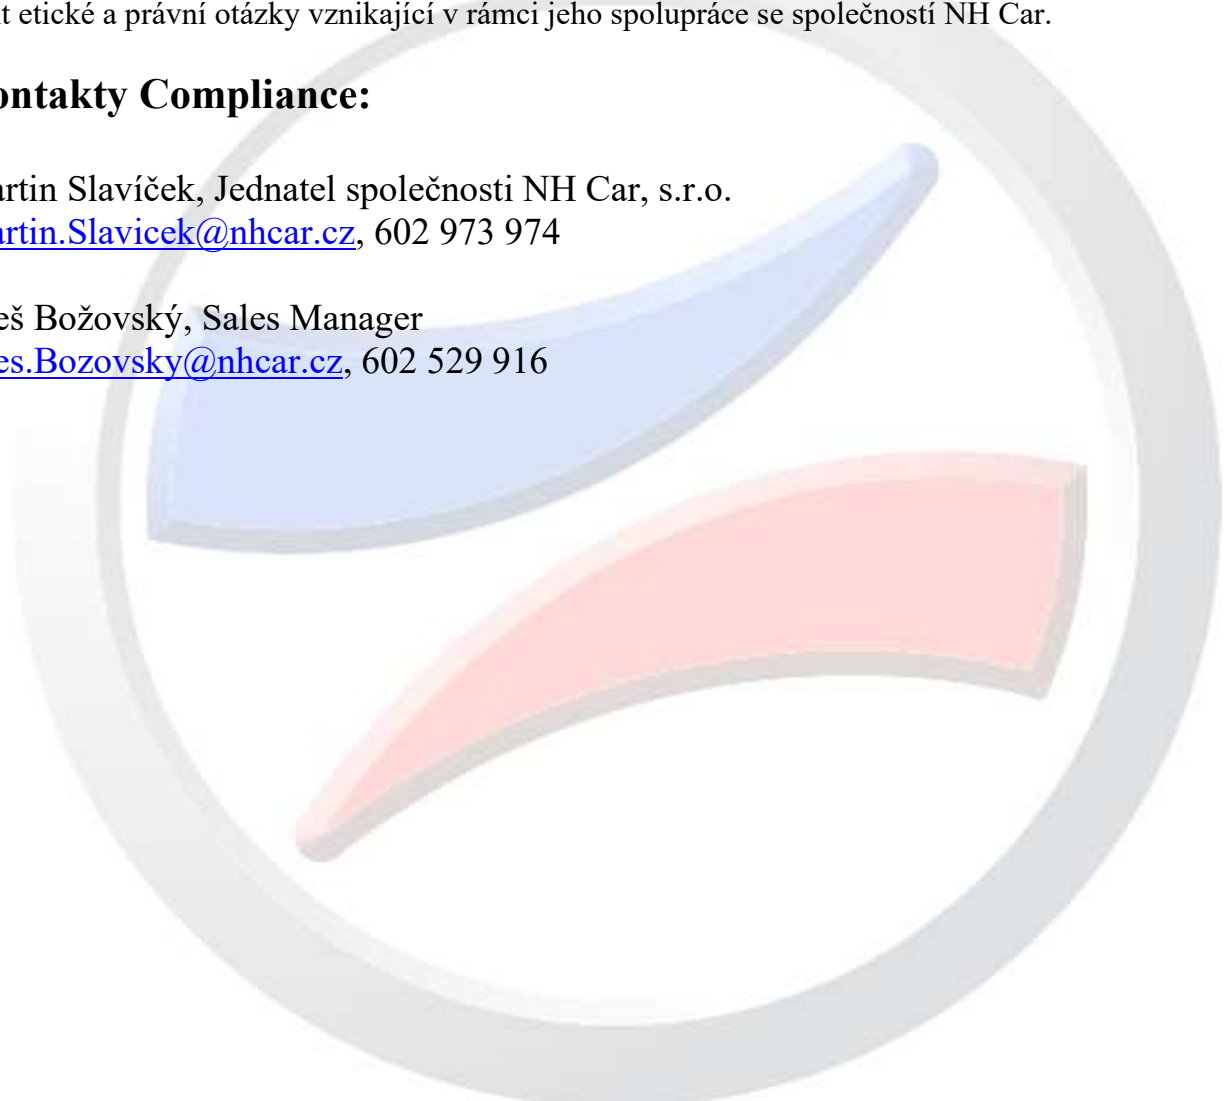 t etické a právní otázky vznikající v rámci jeho spolupráce se společností NH Car.
ontakty Compliance:
artin Slavíček, Jednatel společnosti NH Car, s.r.o.
artin.Slavicek@nhcar.cz, 602 973 974
eš Božovský, Sales Manager
es.Bozovsky@nhcar.cz, 602 529 916